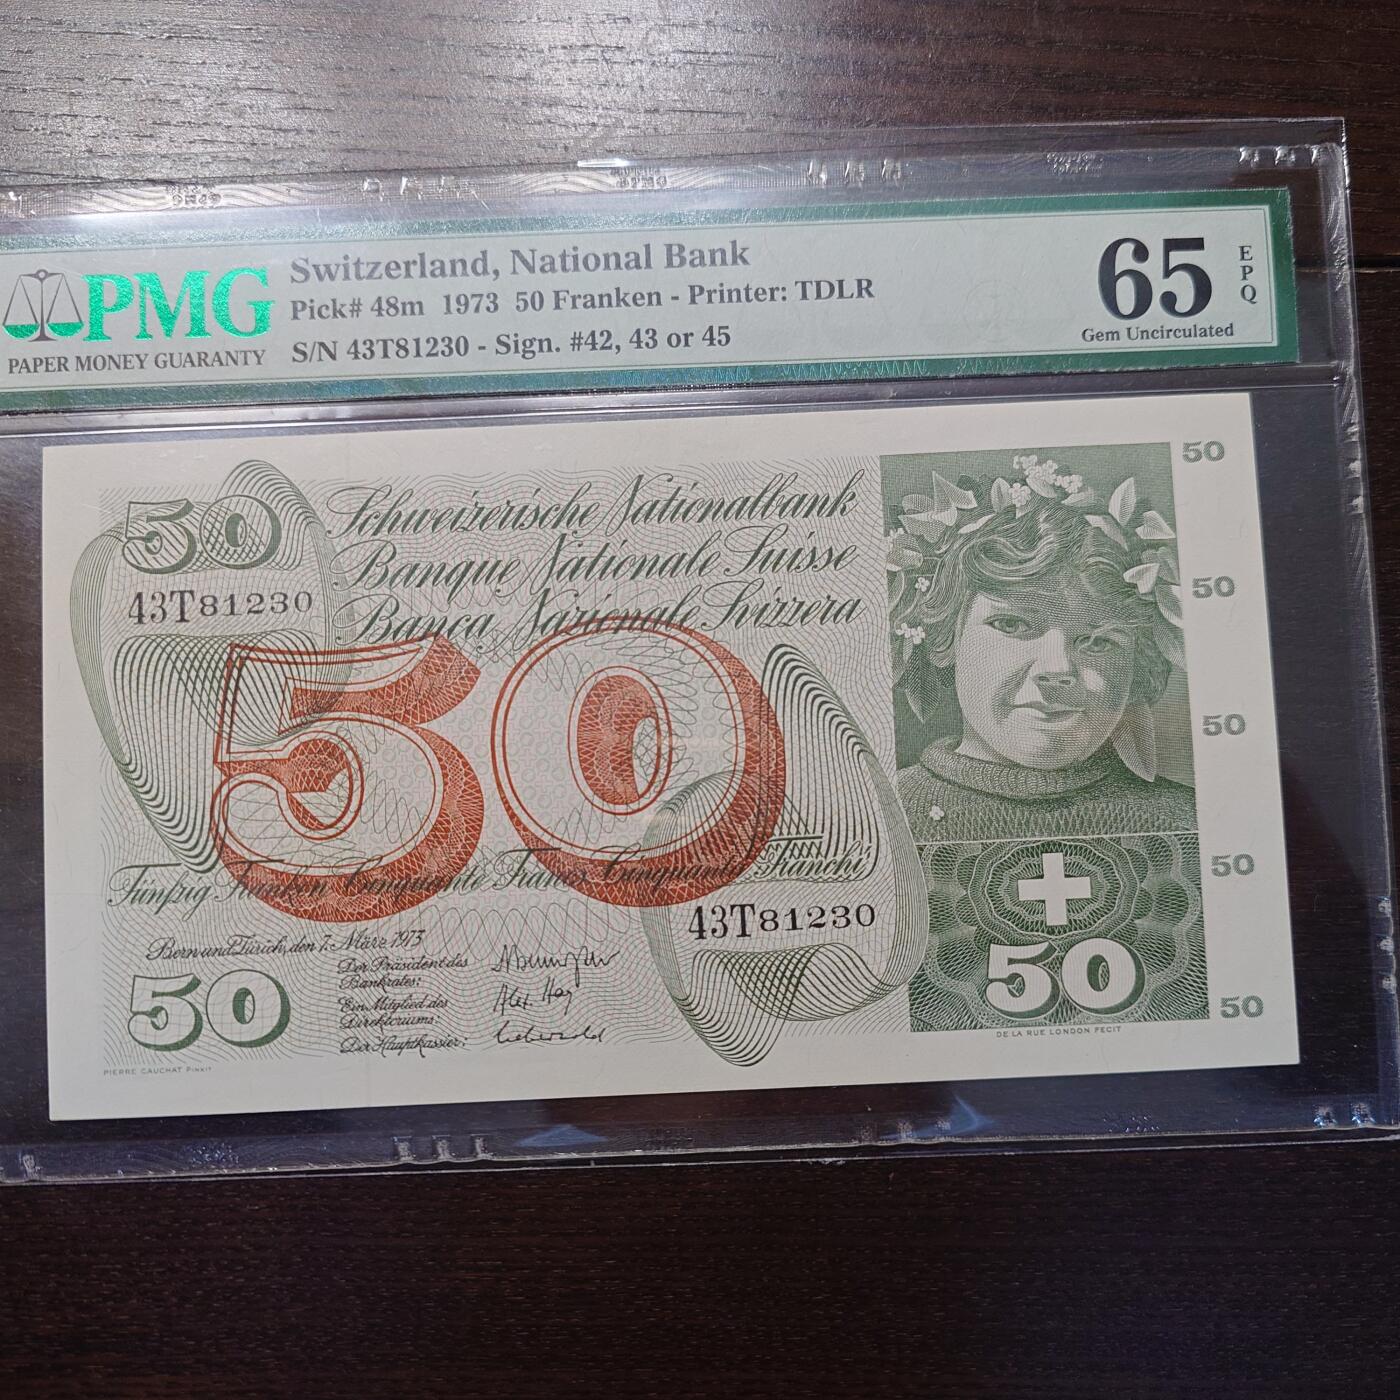 PMG
PAPER MONEY GUARANTY
Switzerland, National Bank
Pick# 48m 1973 50 Franken - Printer: TDLR
S/N 43T81230 - Sign. #42, 43 or 45
65
EPQ
Gem Uncirculated
50
43T81230
Schweizerische Nationalbank
Banque Nationale Suisse
Banca Nazionale Svizzera
50
Fünfzig Franken Cinquante Francs Cinquanta Franchi
43T81230
Bern und Zürich, den 7. März 1973
Der Präsident des
Bankrates:
Ein Mitglied des
Direktoriums:
Der Hauptkassier:
50
PIERRE GAUCHAT PINXIT
50
DE LA RUE LONDON FECIT
50
50
50
50
50